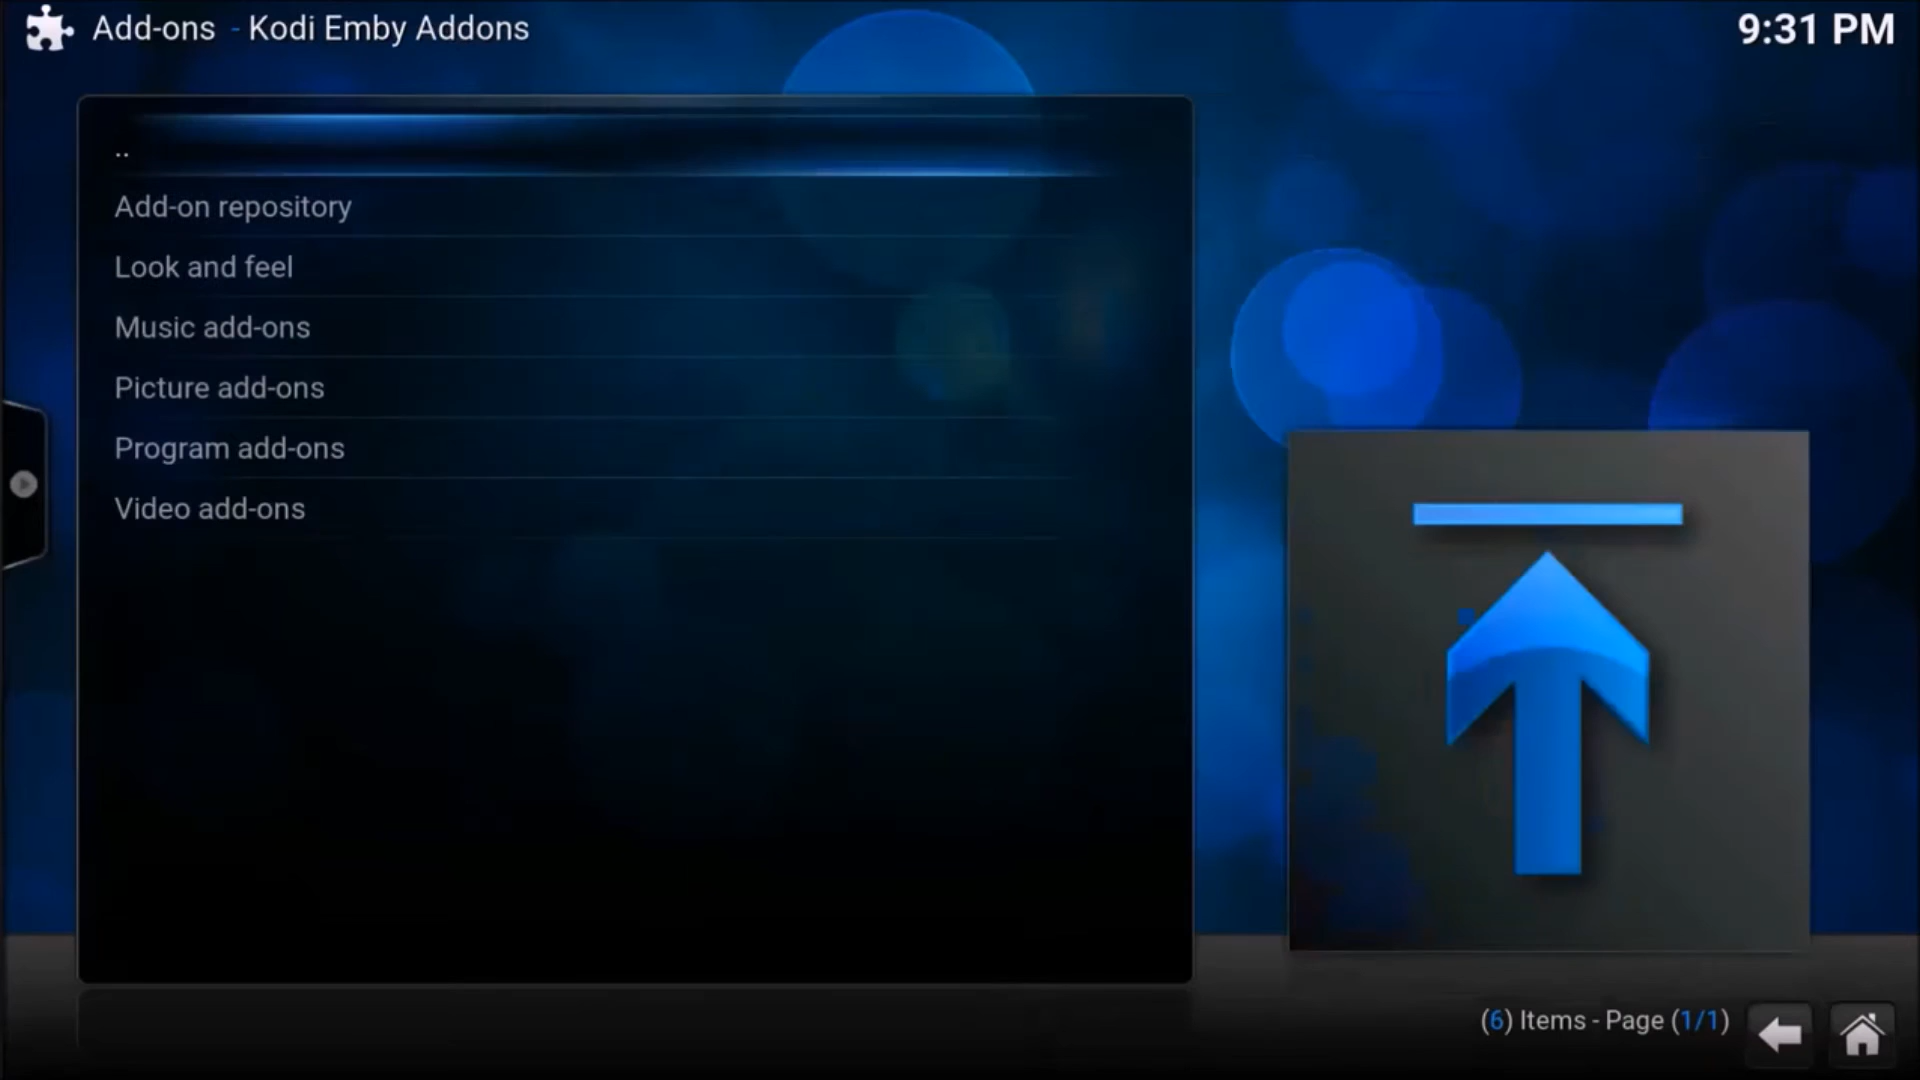 Add-ons - Kodi Emby Addons
9:31 PM
..
Add-on repository
Look and feel
Music add-ons
Picture add-ons
Program add-ons
Video add-ons
(6) Items - Page (1/1)